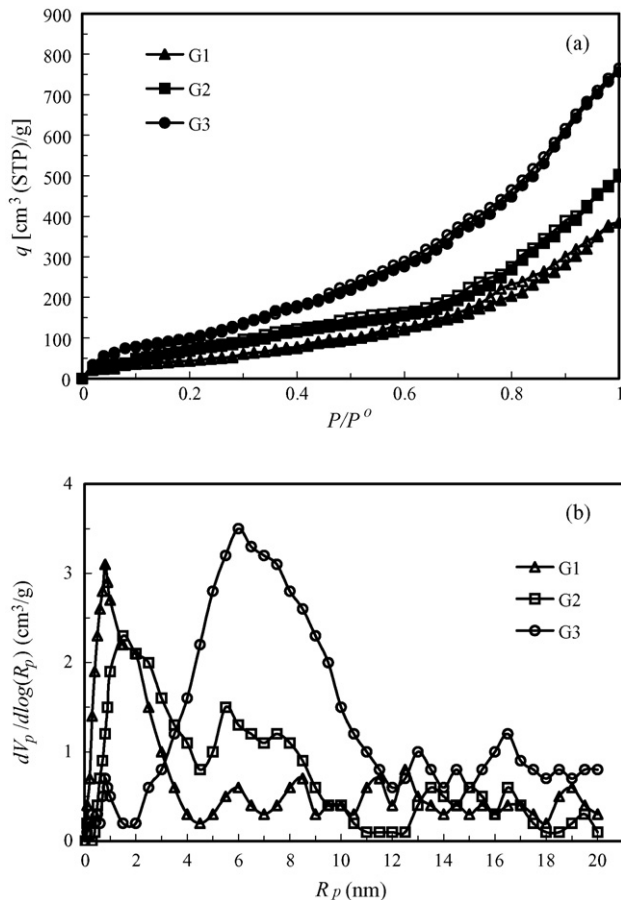 (a)
G1
G2
G3
q [cm³ (STP)/g]
900
800
700
600
500
400
300
200
100
0
0 0.2 0.4 0.6 0.8 1
P/P°
(b)
G1
G2
G3
dVp/dlog(Rp) (cm³/g)
4
3
2
1
0
0 2 4 6 8 10 12 14 16 18 20
Rp (nm)